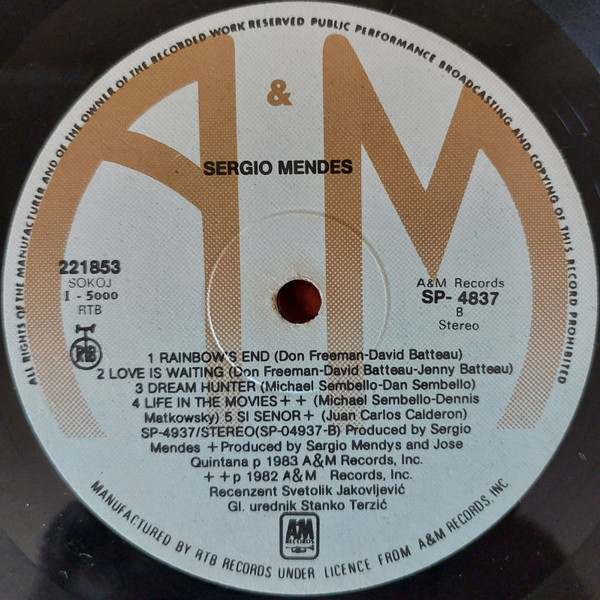 ALL RIGHTS OF THE MANUFACTURER AND OF THE OWNER OF THE RECORDED WORK RESERVED PUBLIC PERFORMANCE BROADCASTING AND COPYING OF THIS RECORD PROHIBITED
A & M
SERGIO MENDES
221853
SOKOJ
I - 5000
RTB
RTB
A&M Records
SP- 4837
B
Stereo
1 RAINBOW'S END (Don Freeman-David Batteau)
2 LOVE IS WAITING (Don Freeman-David Batteau-Jenny Batteau)
3 DREAM HUNTER (Michael Sembello-Dan Sembello)
4 LIFE IN THE MOVIES + + (Michael Sembello-Dennis
Matkowsky) 5 SI SENOR + (Juan Carlos Calderon)
SP-4937/STEREO(SP-04937-B) Produced by Sergio
Mendes + Produced by Sargio Mendys and Jose
Quintana p 1983 A&M Records, Inc.
+ + p 1982 A&M Records, Inc.
Recenzent Svetolik Jakovljević
Gl. urednik Stanko Terzić
A&M
RECORDS
MANUFACTURED BY RTB RECORDS UNDER LICENCE FROM A&M RECORDS, INC